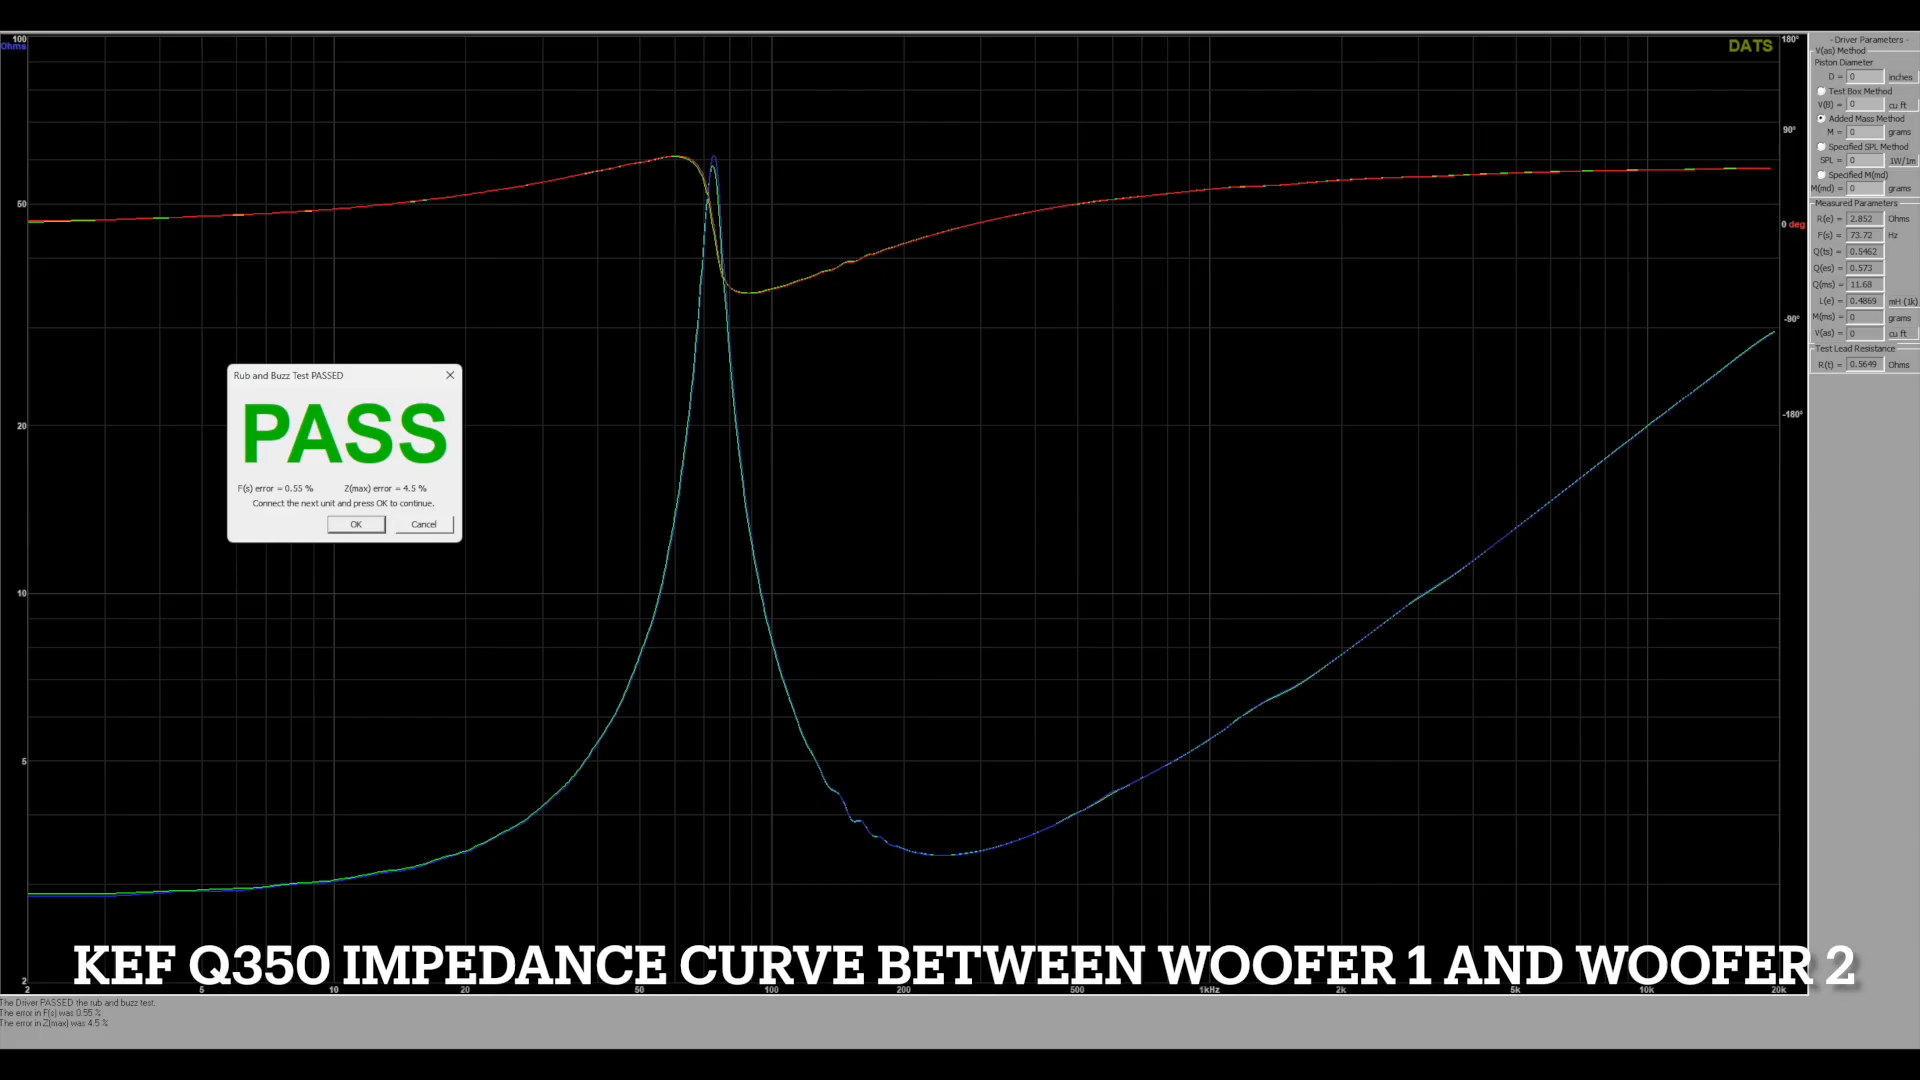 100
Ohms
50
20
10
5
2
2 5 10 20 50 100 200 500 1kHz 2k 5k 10k 20k
DATS
180°
90°
0 deg
-90°
-180°
- Driver Parameters -
V(as) Method
Piston Diameter
D = 0 inches
Test Box Method
V(B) = 0 cu ft
Added Mass Method
M = 0 grams
Specified SPL Method
SPL = 0 1W/1m
Specified M(md)
M(md) = 0 grams
Measured Parameters
R(e) = 2.852 Ohms
F(s) = 73.72 Hz
Q(ts) = 0.5462
Q(es) = 0.573
Q(ms) = 11.68
L(e) = 0.4869 mH (1k)
M(ms) = 0 grams
V(as) = 0 cu ft
Test Lead Resistance
R(t) = 0.5649 Ohms
Rub and Buzz Test PASSED
PASS
F(s) error = 0.55 % Z(max) error = 4.5 %
Connect the next unit and press OK to continue.
OK Cancel
KEF Q350 IMPEDANCE CURVE BETWEEN WOOFER 1 AND WOOFER 2
The Driver PASSED the rub and buzz test.
The error in F(s) was 0.55 %
The error in Z(max) was 4.5 %